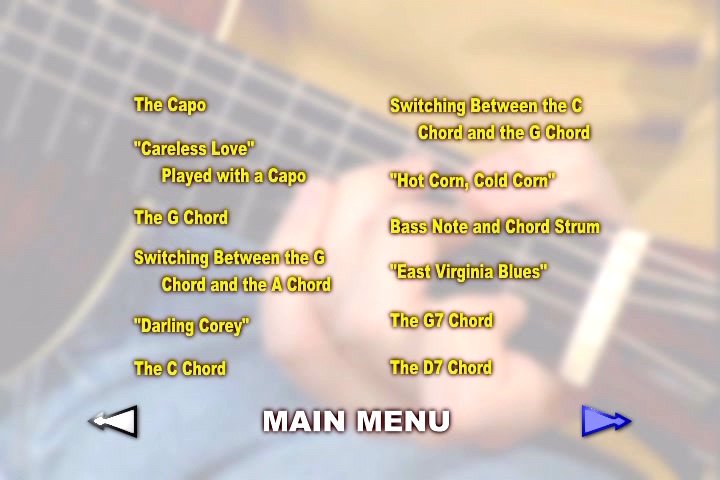 The Capo
"Careless Love"
Played with a Capo
The G Chord
Switching Between the G
Chord and the A Chord
"Darling Corey"
The C Chord
Switching Between the C
Chord and the G Chord
"Hot Corn, Cold Corn"
Bass Note and Chord Strum
"East Virginia Blues"
The G7 Chord
The D7 Chord
MAIN MENU